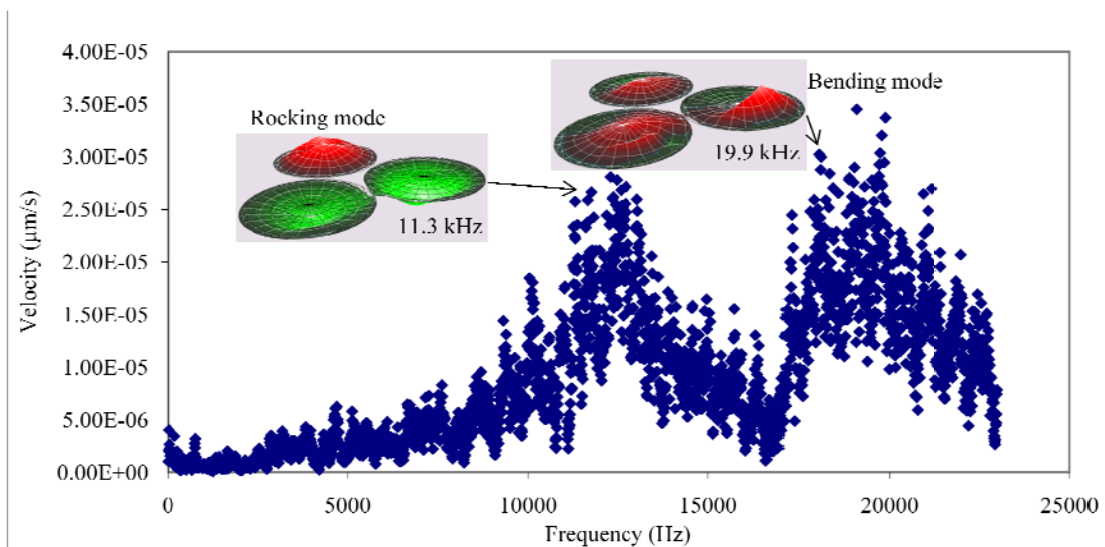 4.00E-05
3.50E-05
3.00E-05
2.50E-05
2.00E-05
1.50E-05
1.00E-05
5.00E-06
0.00E+00
Velocity (μm/s)
Rocking mode
11.3 kHz
Bending mode
19.9 kHz
0 5000 10000 15000 20000 25000
Frequency (Hz)